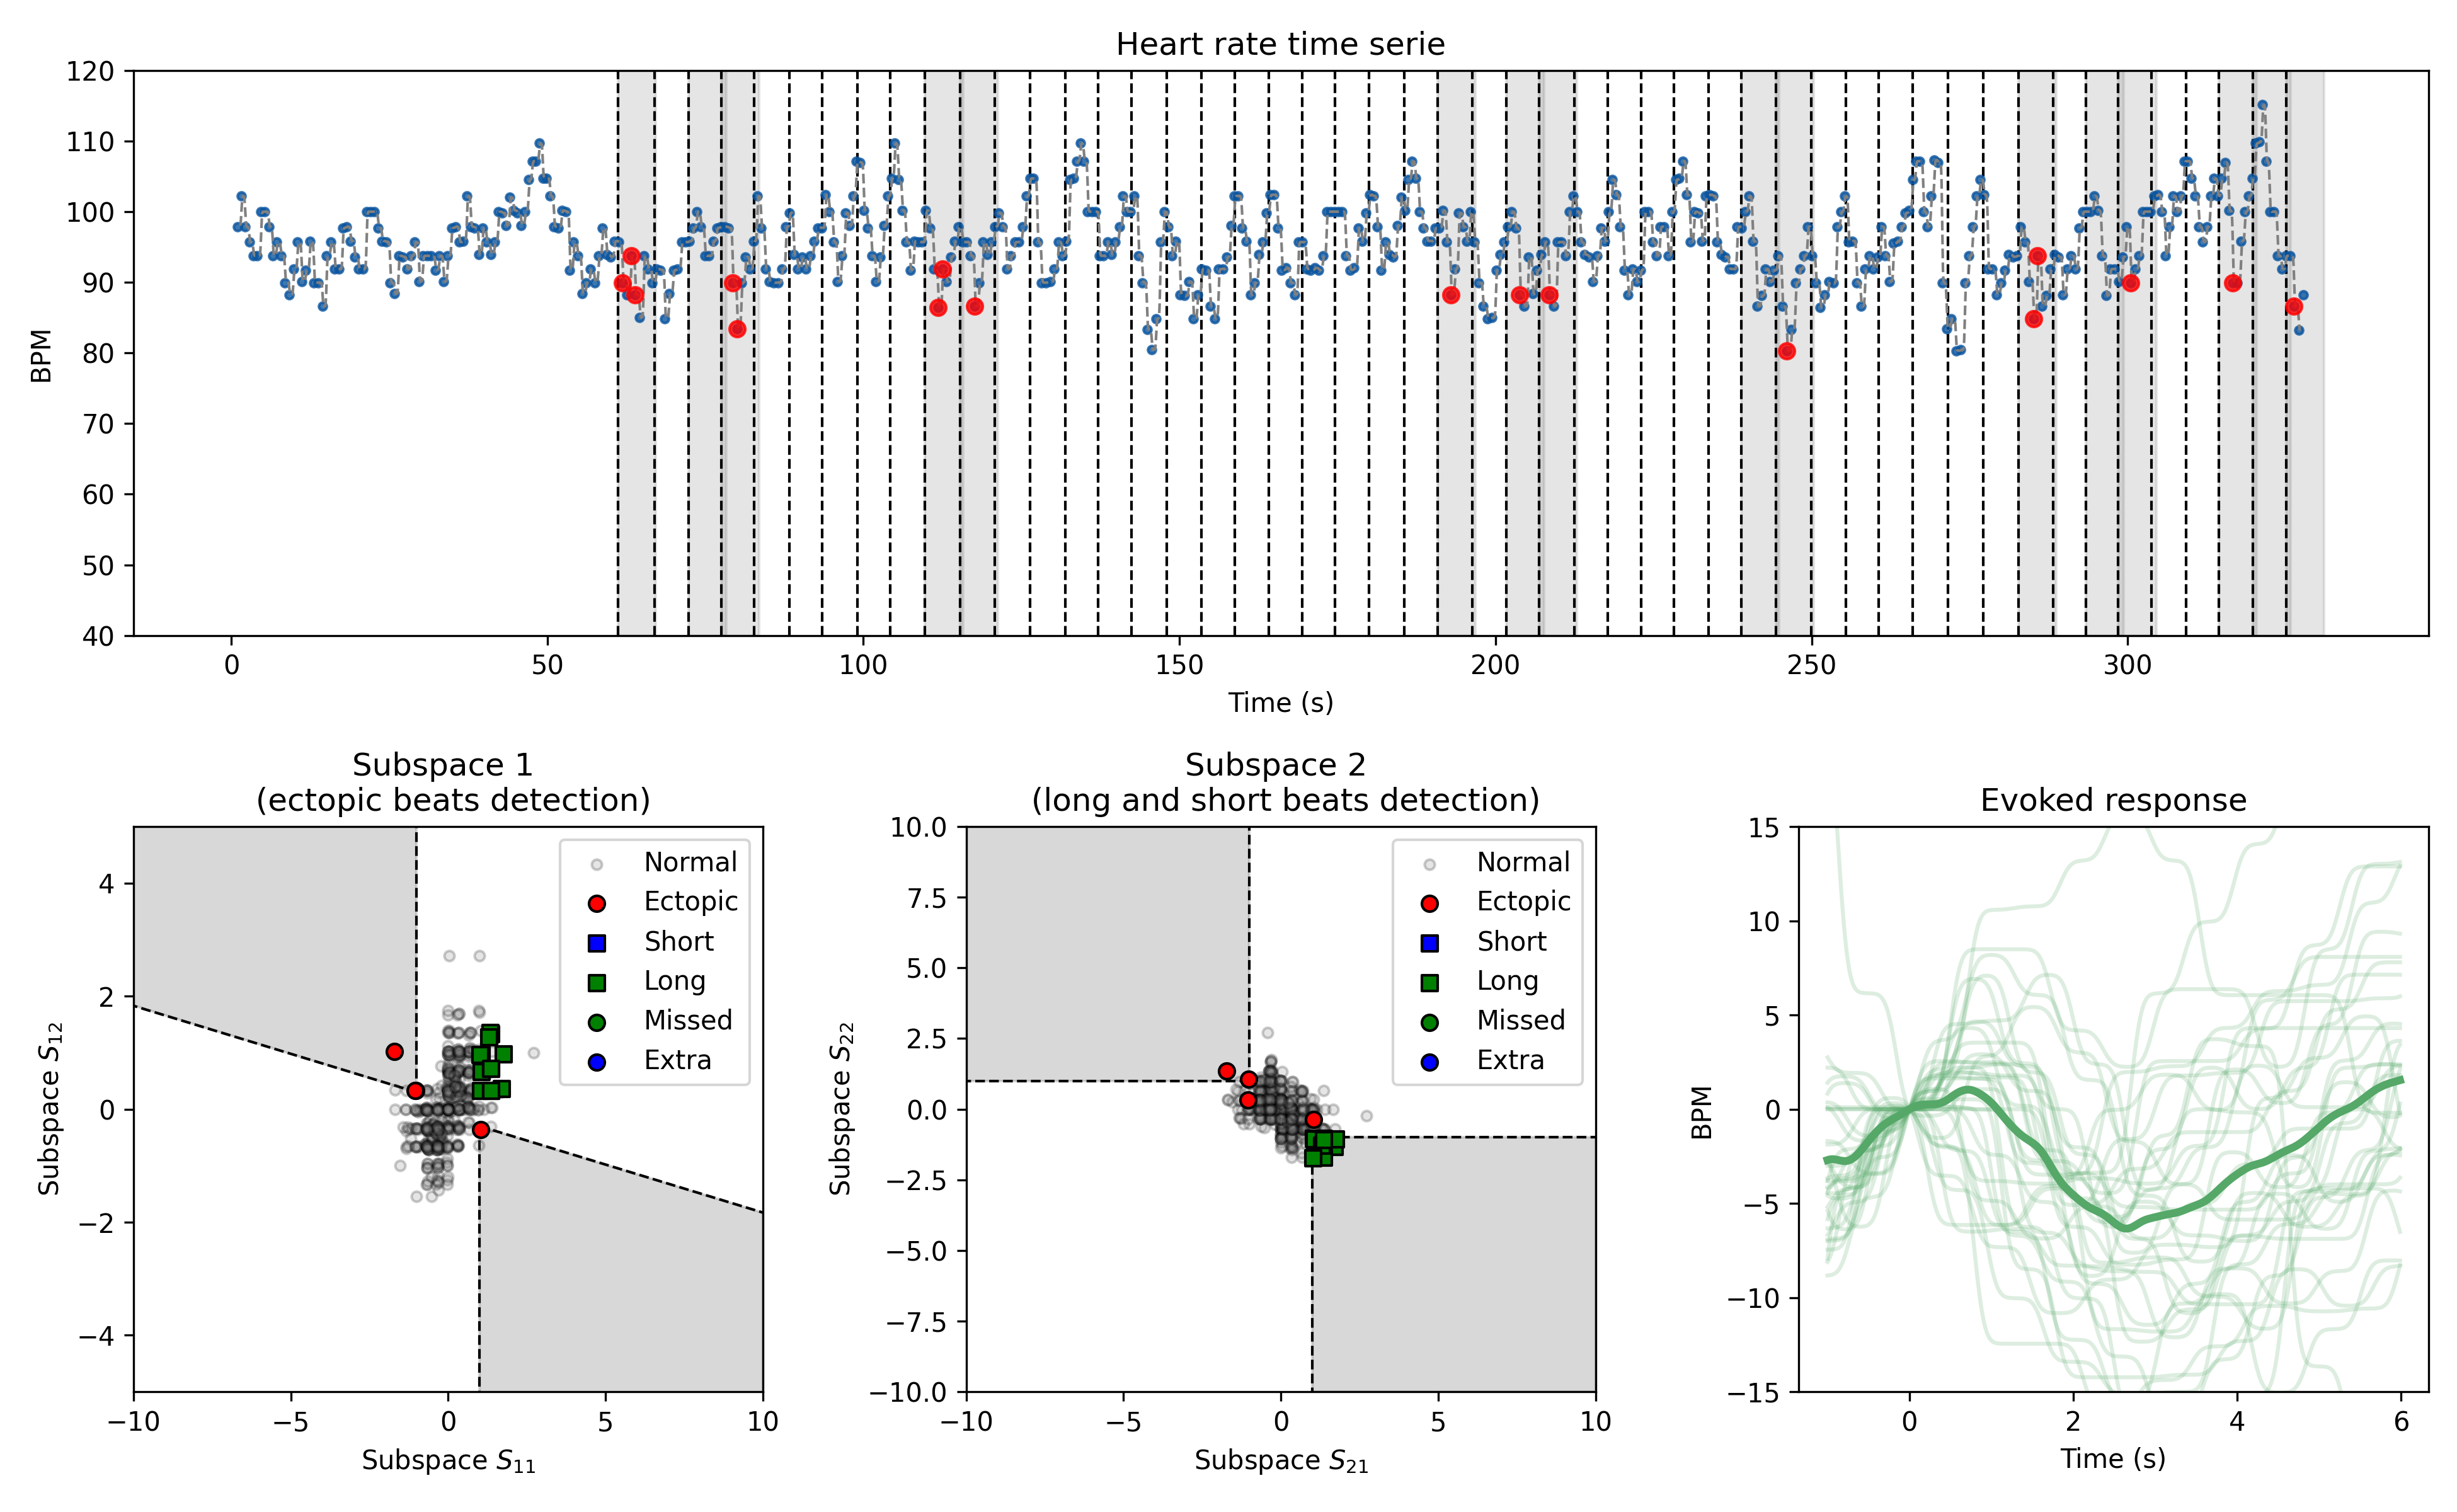 Heart rate time serie
120
110
100
90
80
70
60
50
40
BPM
0 50 100 150 200 250 300
Time (s)
Subspace 1
(ectopic beats detection)
4
2
0
−2
−4
Subspace S12
Normal
Ectopic
Short
Long
Missed
Extra
−10 −5 0 5 10
Subspace S11
Subspace 2
(long and short beats detection)
10.0
7.5
5.0
2.5
0.0
−2.5
−5.0
−7.5
−10.0
Subspace S22
Normal
Ectopic
Short
Long
Missed
Extra
−10 −5 0 5 10
Subspace S21
Evoked response
15
10
5
0
−5
−10
−15
BPM
0 2 4 6
Time (s)